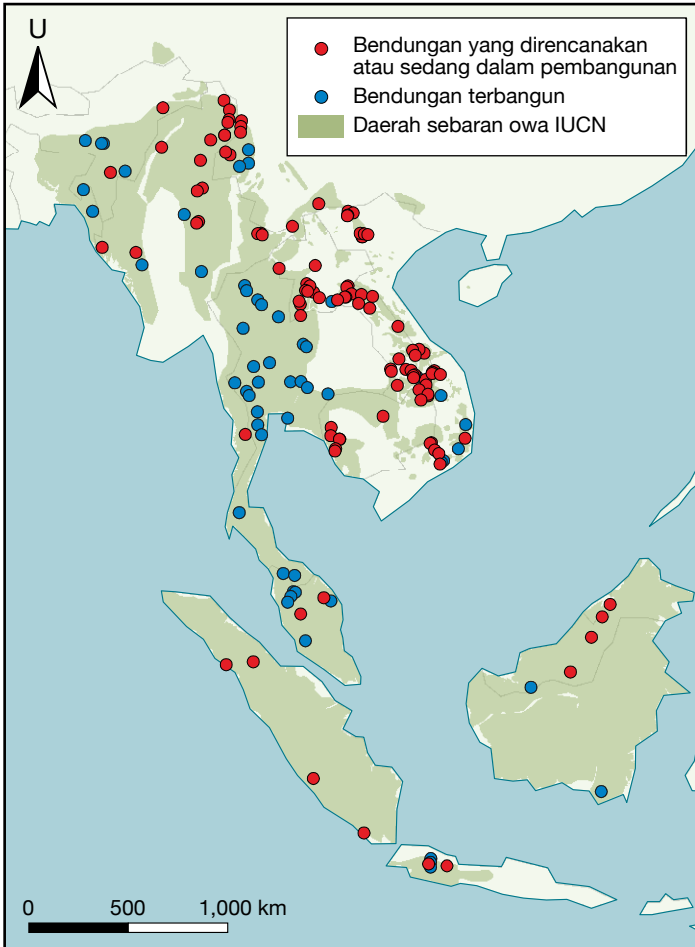 U
Bendungan yang direncanakan
atau sedang dalam pembangunan
Bendungan terbangun
Daerah sebaran owa IUCN
0 500 1,000 km